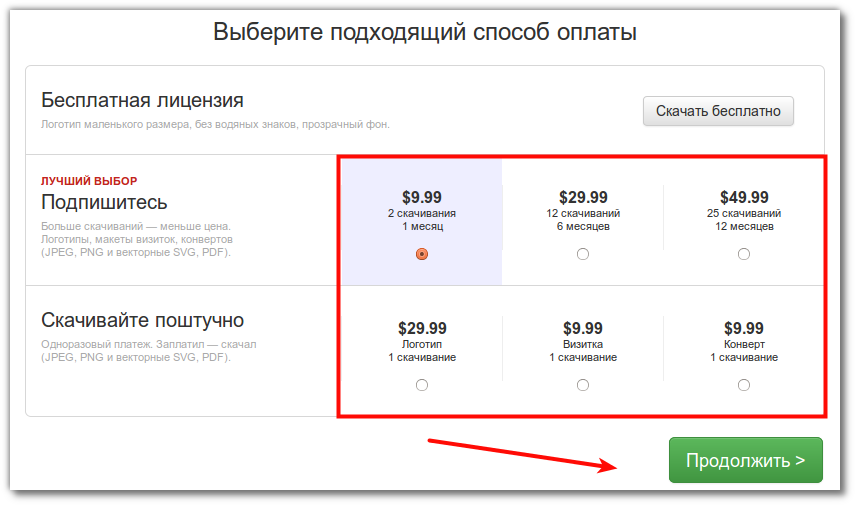 Выберите подходящий способ оплаты
Бесплатная лицензия
Логотип маленького размера, без водяных знаков, прозрачный фон.
Скачать бесплатно
ЛУЧШИЙ ВЫБОР
Подпишитесь
Больше скачиваний — меньше цена.
Логотипы, макеты визиток, конвертов
(JPEG, PNG и векторные SVG, PDF).
$9.99
2 скачивания
1 месяц
$29.99
12 скачиваний
6 месяцев
$49.99
25 скачиваний
12 месяцев
Скачивайте поштучно
Одноразовый платеж. Заплатил — скачал
(JPEG, PNG и векторные SVG, PDF).
$29.99
Логотип
1 скачивание
$9.99
Визитка
1 скачивание
$9.99
Конверт
1 скачивание
Продолжить >